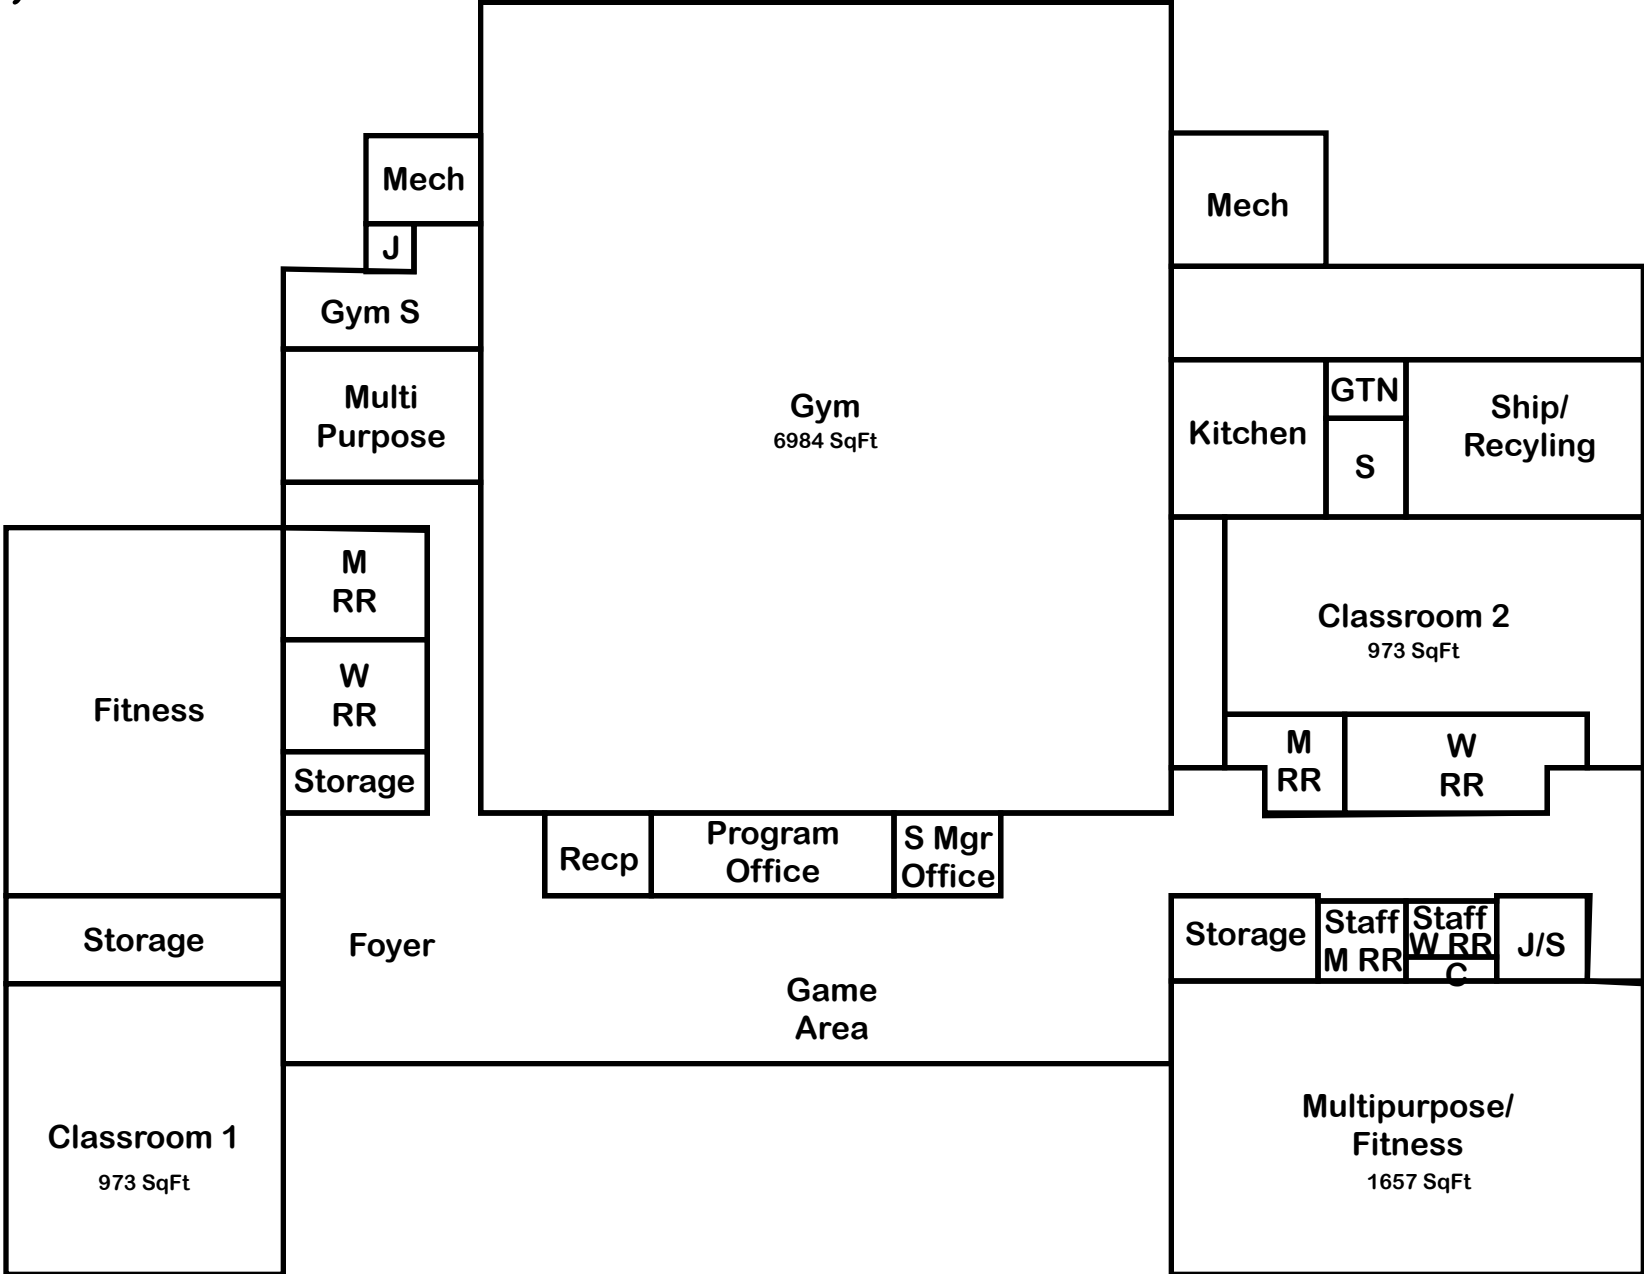 Mech
Mech
J
Gym S
Multi
Purpose
Gym
6984 SqFt
Kitchen
GTN
S
Ship/
Recyling
M
RR
W
RR
Storage
Fitness
Classroom 2
973 SqFt
M
RR
W
RR
Recp
Program
Office
S Mgr
Office
Storage
Foyer
Game
Area
Storage
Staff
M RR
Staff
W RR
C
J/S
Classroom 1
973 SqFt
Multipurpose/
Fitness
1657 SqFt